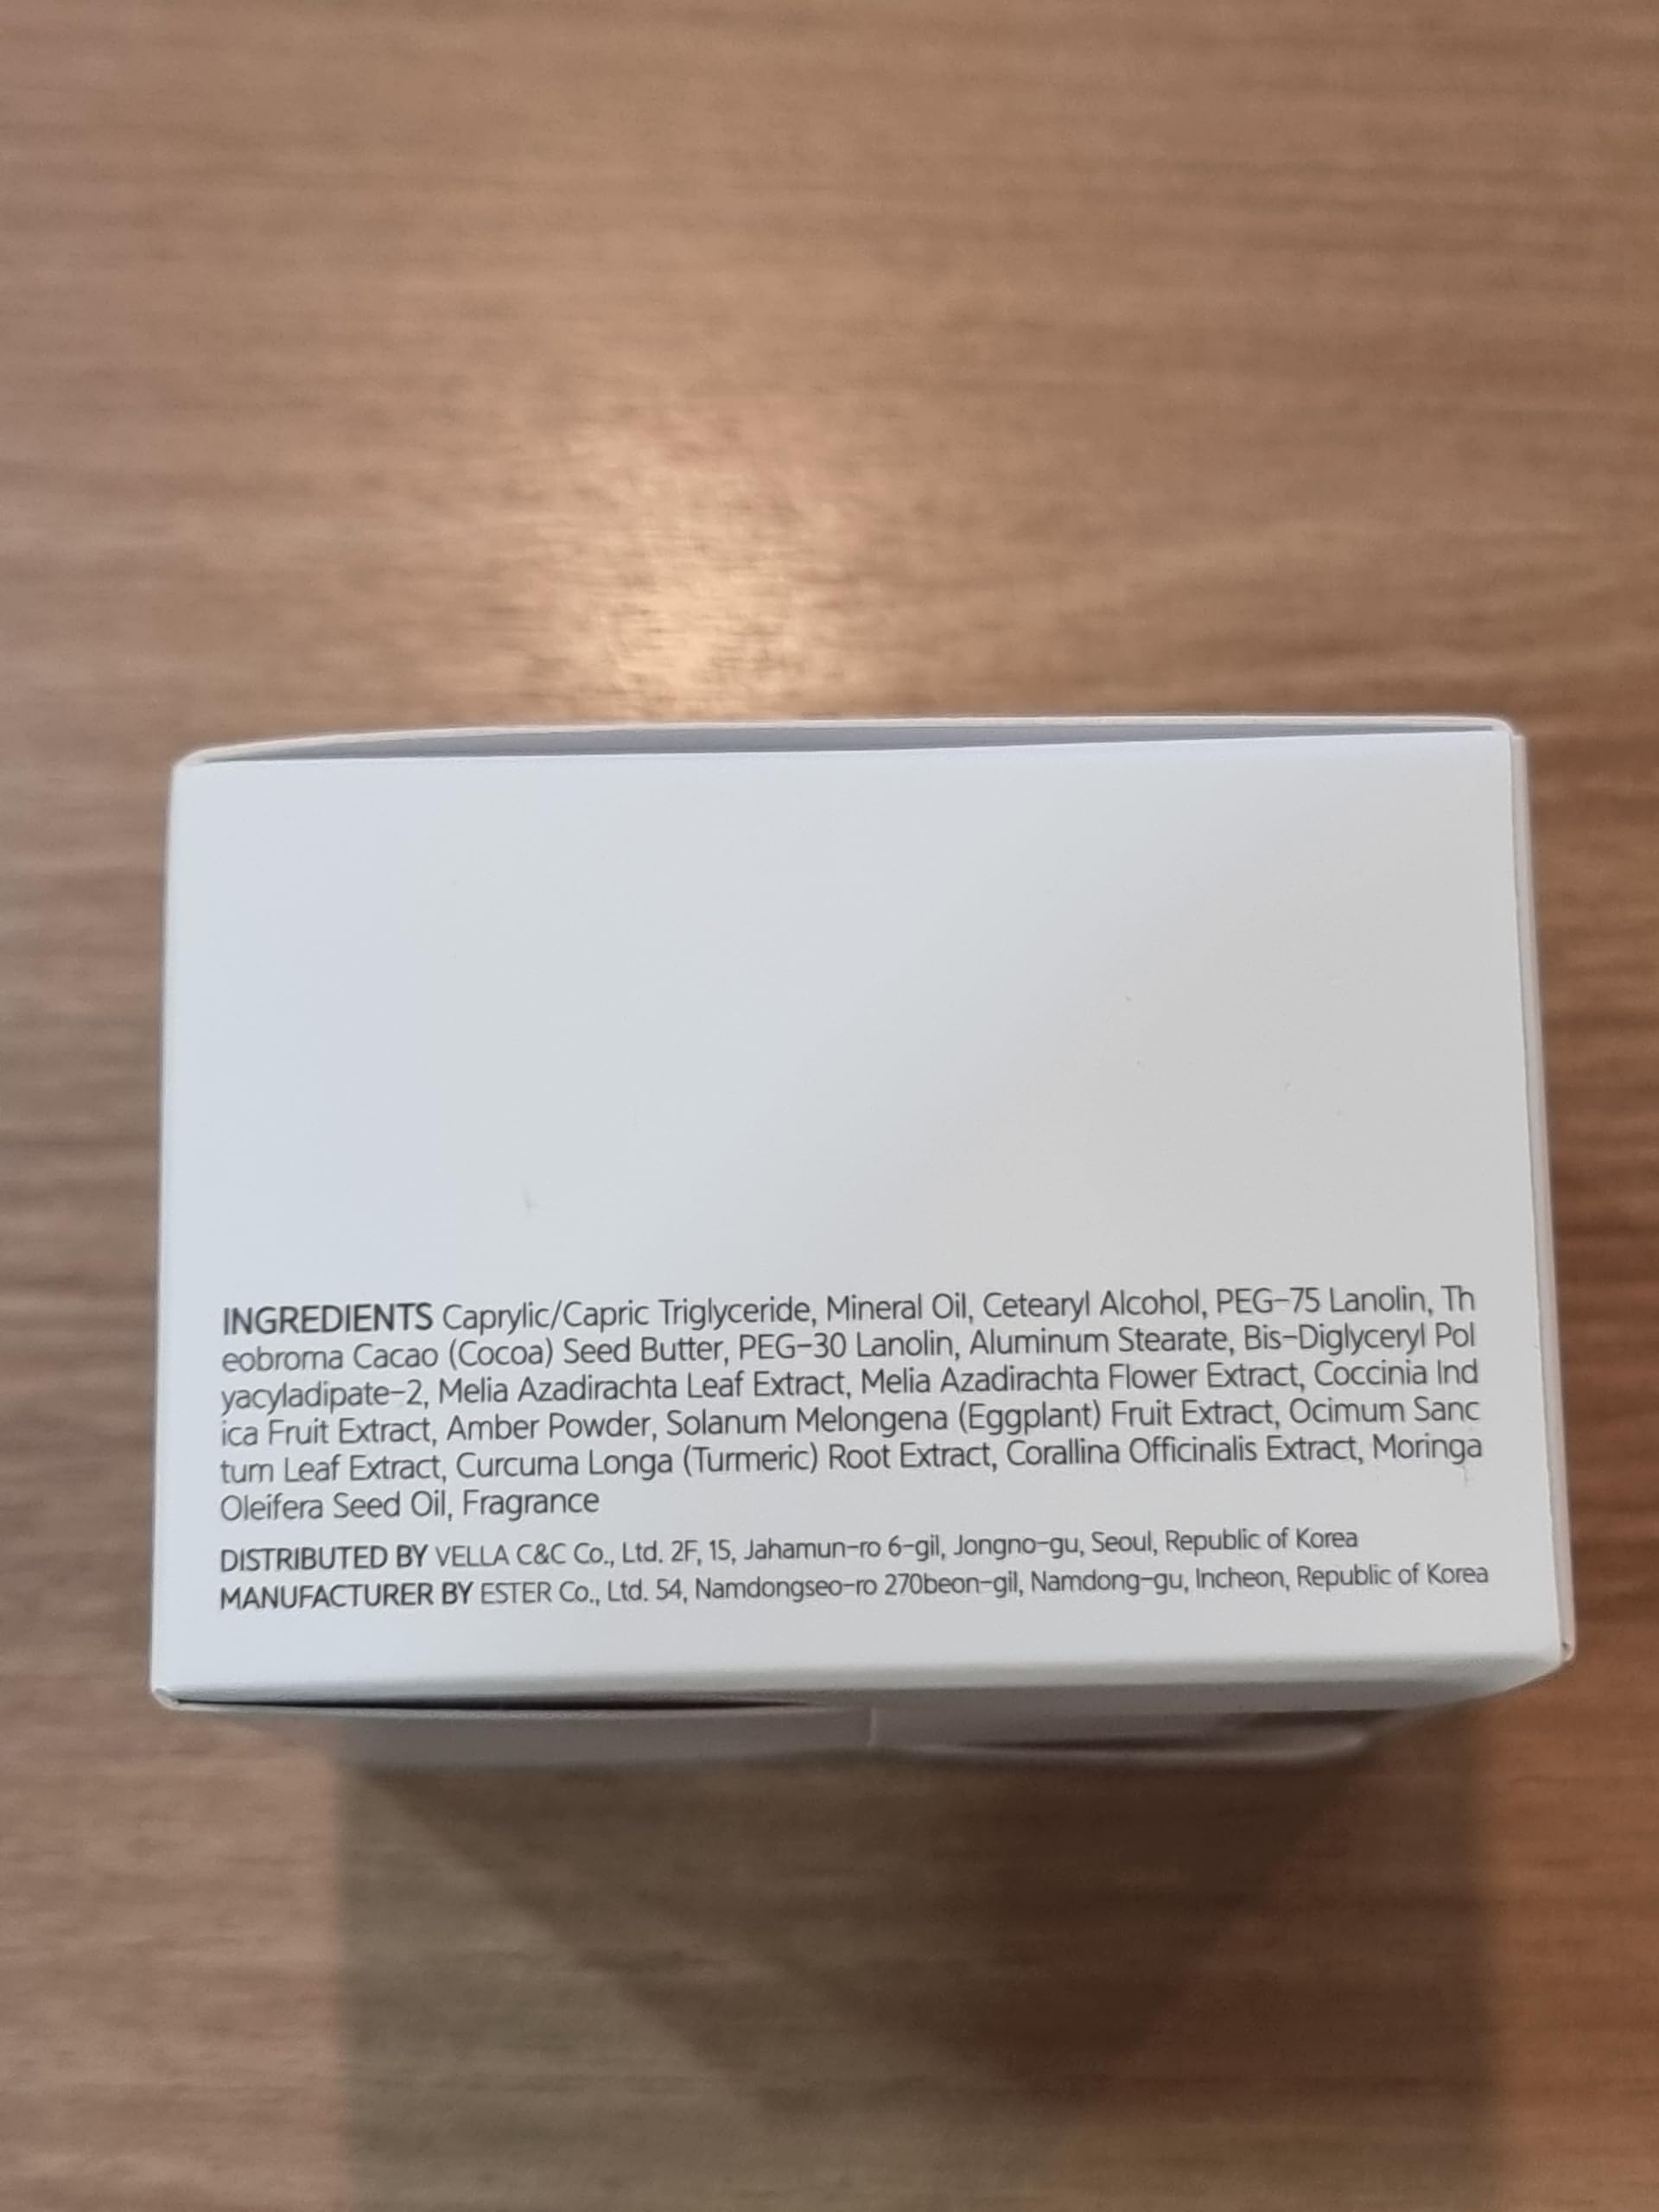 INGREDIENTS Caprylic/Capric Triglyceride, Mineral Oil, Cetearyl Alcohol, PEG-75 Lanolin, Th
eobroma Cacao (Cocoa) Seed Butter, PEG-30 Lanolin, Aluminum Stearate, Bis-Diglyceryl Pol
yacyladipate-2, Melia Azadirachta Leaf Extract, Melia Azadirachta Flower Extract, Coccinia Ind
ica Fruit Extract, Amber Powder, Solanum Melongena (Eggplant) Fruit Extract, Ocimum Sanc
tum Leaf Extract, Curcuma Longa (Turmeric) Root Extract, Corallina Officinalis Extract, Moringa
Oleifera Seed Oil, Fragrance
DISTRIBUTED BY VELLA C&C Co., Ltd. 2F, 15, Jahamun-ro 6-gil, Jongno-gu, Seoul, Republic of Korea
MANUFACTURER BY ESTER Co., Ltd. 54, Namdongseo-ro 270beon-gil, Namdong-gu, Incheon, Republic of Korea